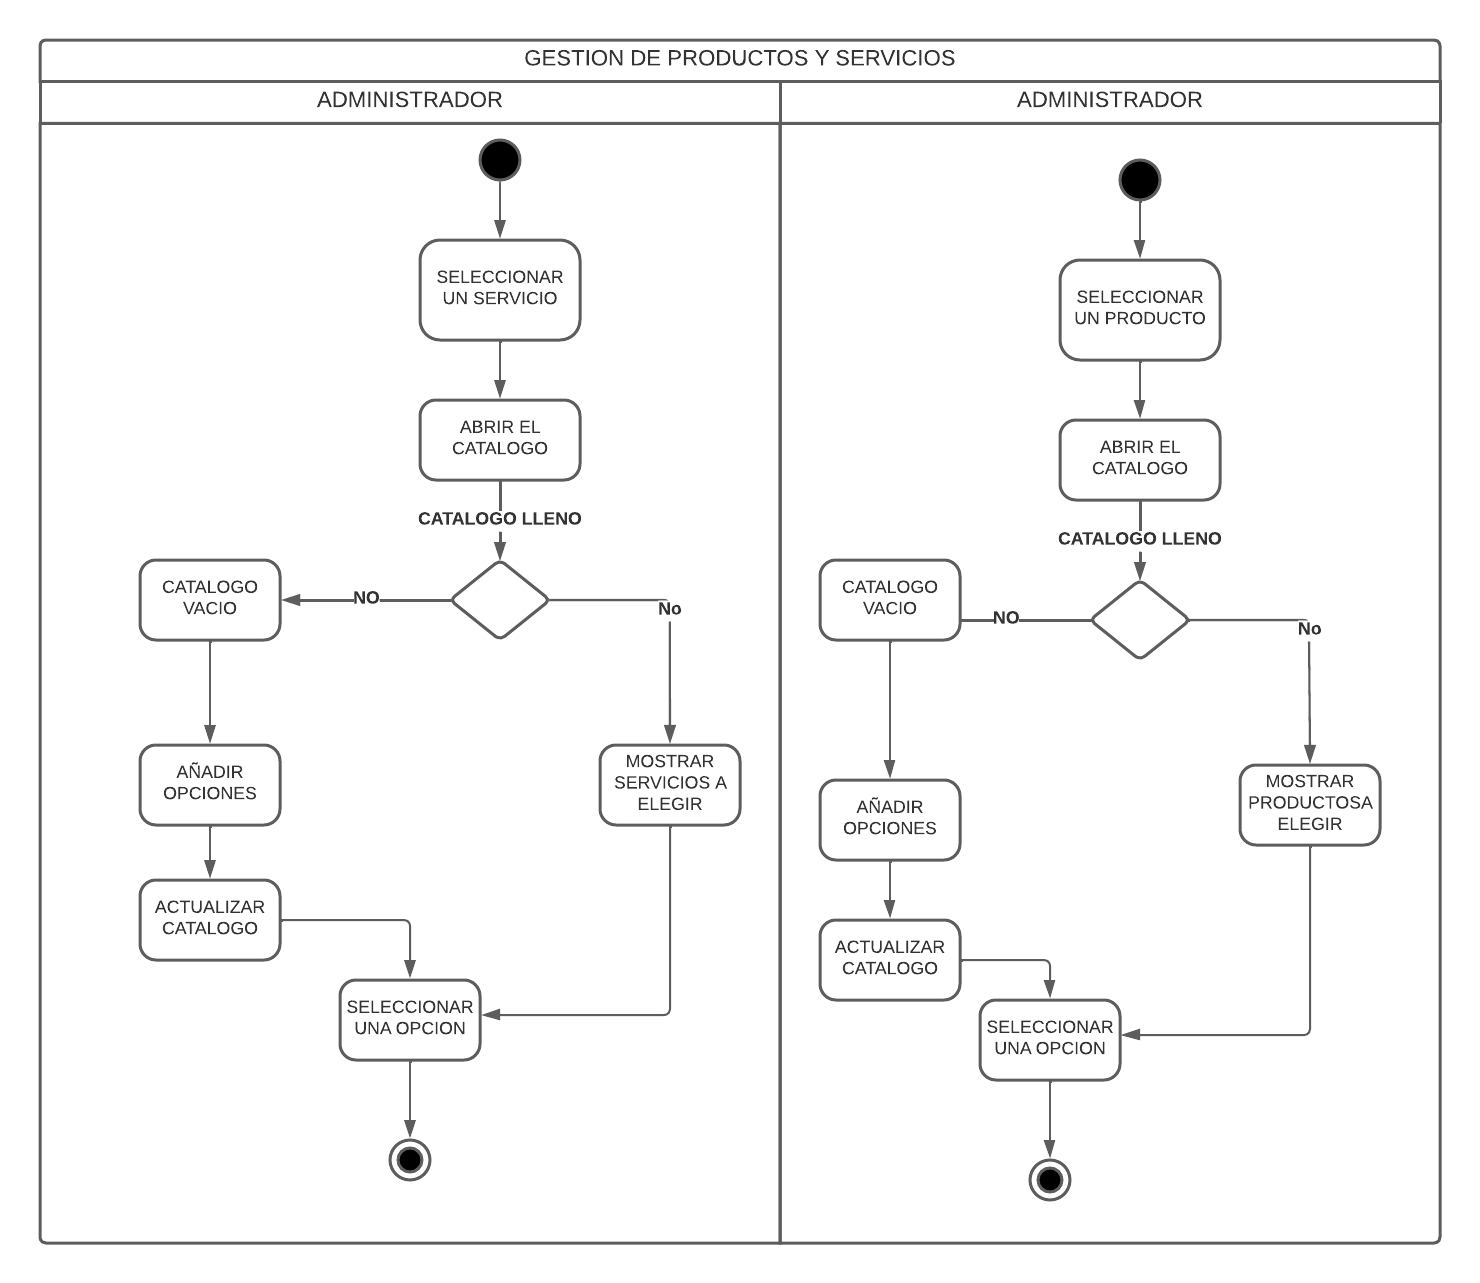 GESTION DE PRODUCTOS Y SERVICIOS
ADMINISTRADOR
SELECCIONAR
UN SERVICIO
ABRIR EL
CATALOGO
CATALOGO LLENO
CATALOGO
VACIO
NO
No
AÑADIR
OPCIONES
MOSTRAR
SERVICIOS A
ELEGIR
ACTUALIZAR
CATALOGO
SELECCIONAR
UNA OPCION
ADMINISTRADOR
SELECCIONAR
UN PRODUCTO
ABRIR EL
CATALOGO
CATALOGO LLENO
CATALOGO
VACIO
NO
No
AÑADIR
OPCIONES
MOSTRAR
PRODUCTOSA
ELEGIR
ACTUALIZAR
CATALOGO
SELECCIONAR
UNA OPCION